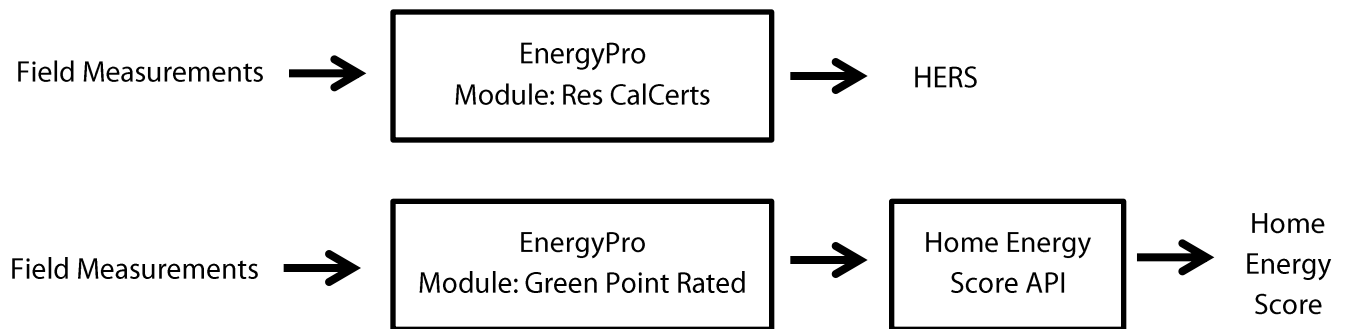 Field Measurements
EnergyPro
Module: Res CalCerts
HERS
Field Measurements
EnergyPro
Module: Green Point Rated
Home Energy
Score API
Home
Energy
Score